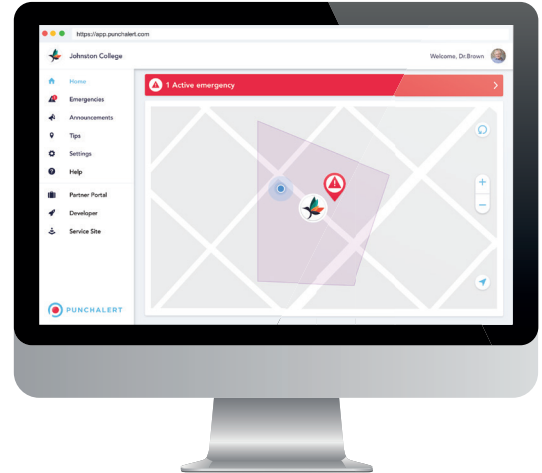 https://app.punchalert.com
Johnston College
Welcome, Dr.Brown
Home
1 Active emergency
Emergencies
Announcements
Tips
Settings
Help
Partner Portal
Developer
Service Site
PUNCHALERT